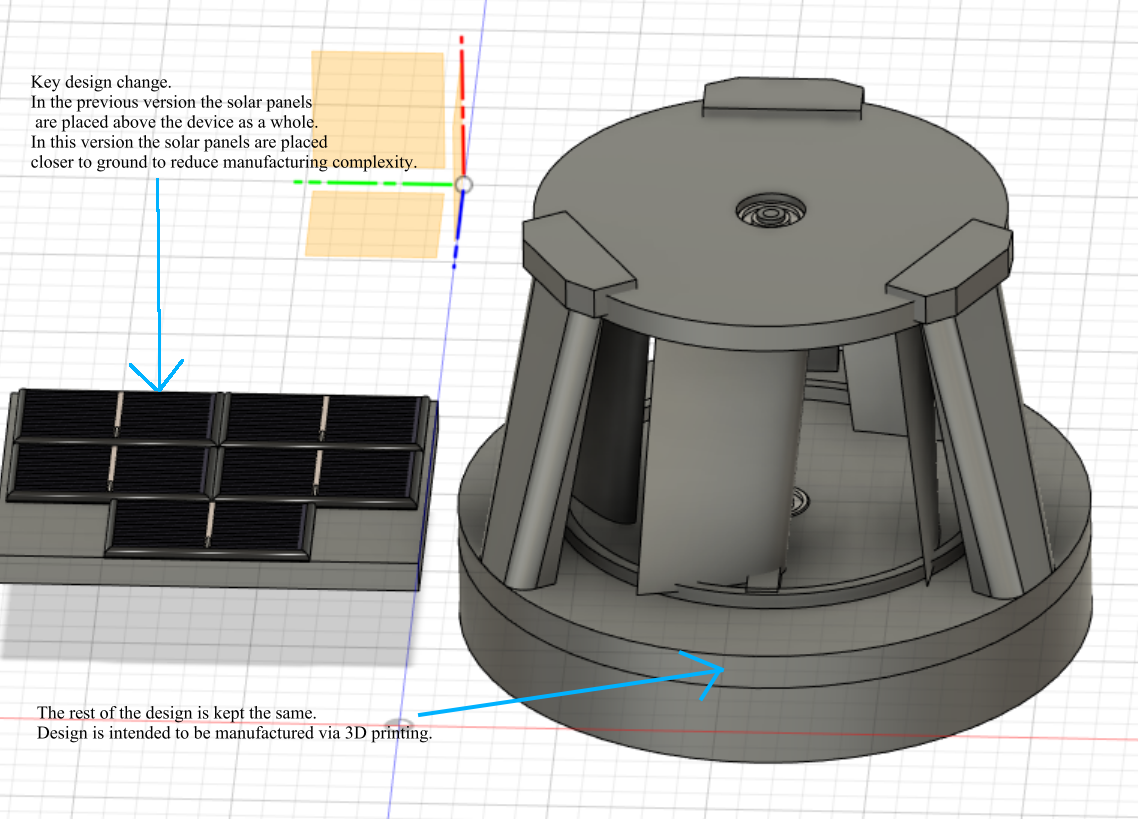 Key design change.
In the previous version the solar panels
are placed above the device as a whole.
In this version the solar panels are placed
closer to ground to reduce manufacturing complexity.
The rest of the design is kept the same.
Design is intended to be manufactured via 3D printing.